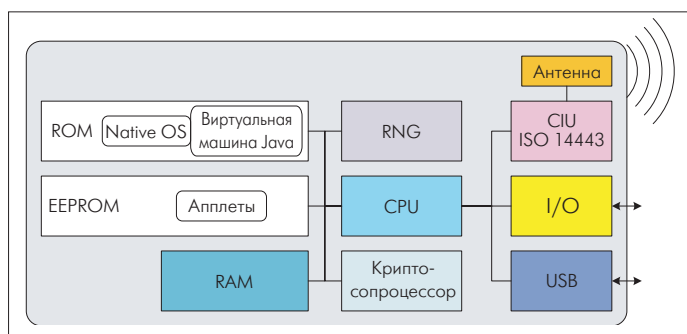 Антенна
ROM
Native OS
Виртуальная
машина Java
RNG
CIU
ISO 14443
EEPROM
Апплеты
CPU
I/O
RAM
Крипто-
сопроцессор
USB